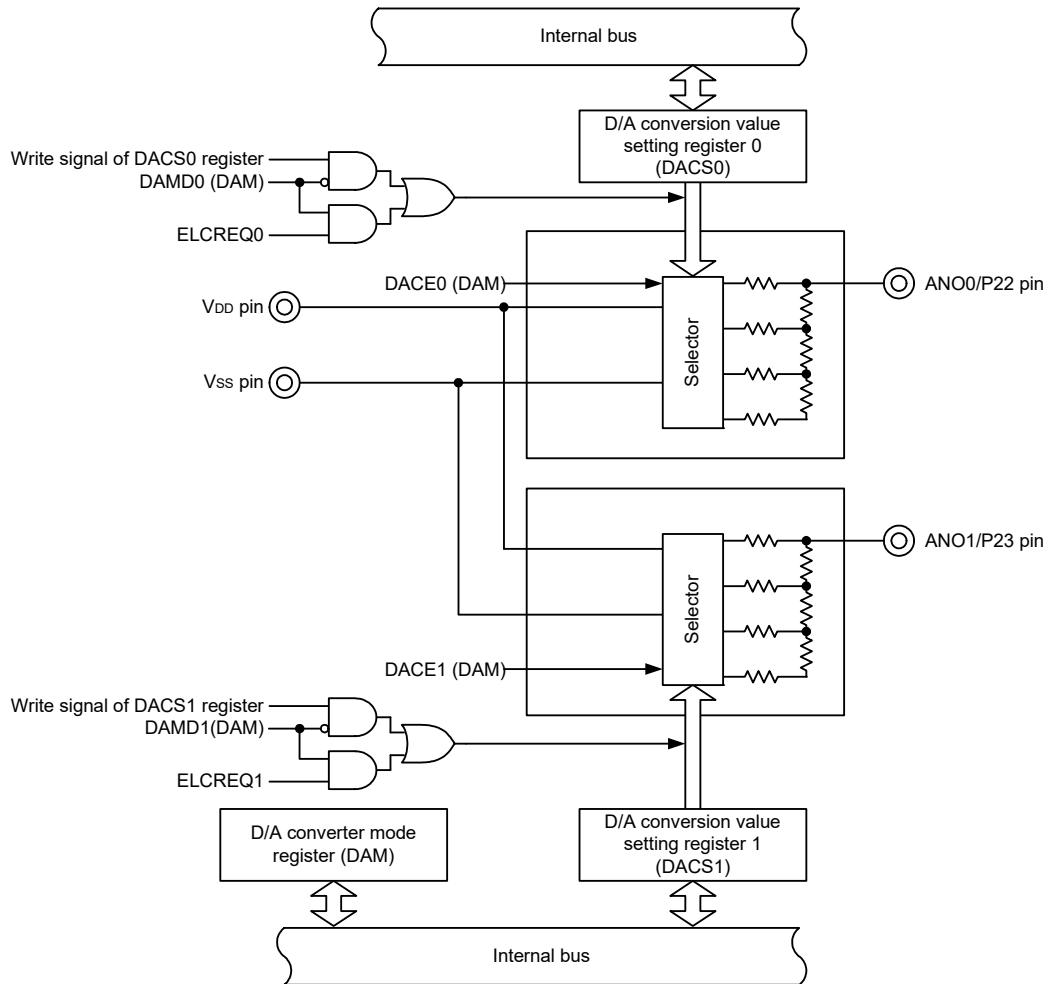 Internal bus
D/A conversion value
setting register 0
(DACS0)
Write signal of DACS0 register
DAMD0 (DAM)
ELCREQ0
DACE0 (DAM)
VDD pin
VSS pin
Selector
ANO0/P22 pin
Selector
ANO1/P23 pin
DACE1 (DAM)
Write signal of DACS1 register
DAMD1(DAM)
ELCREQ1
D/A converter mode
register (DAM)
D/A conversion value
setting register 1
(DACS1)
Internal bus